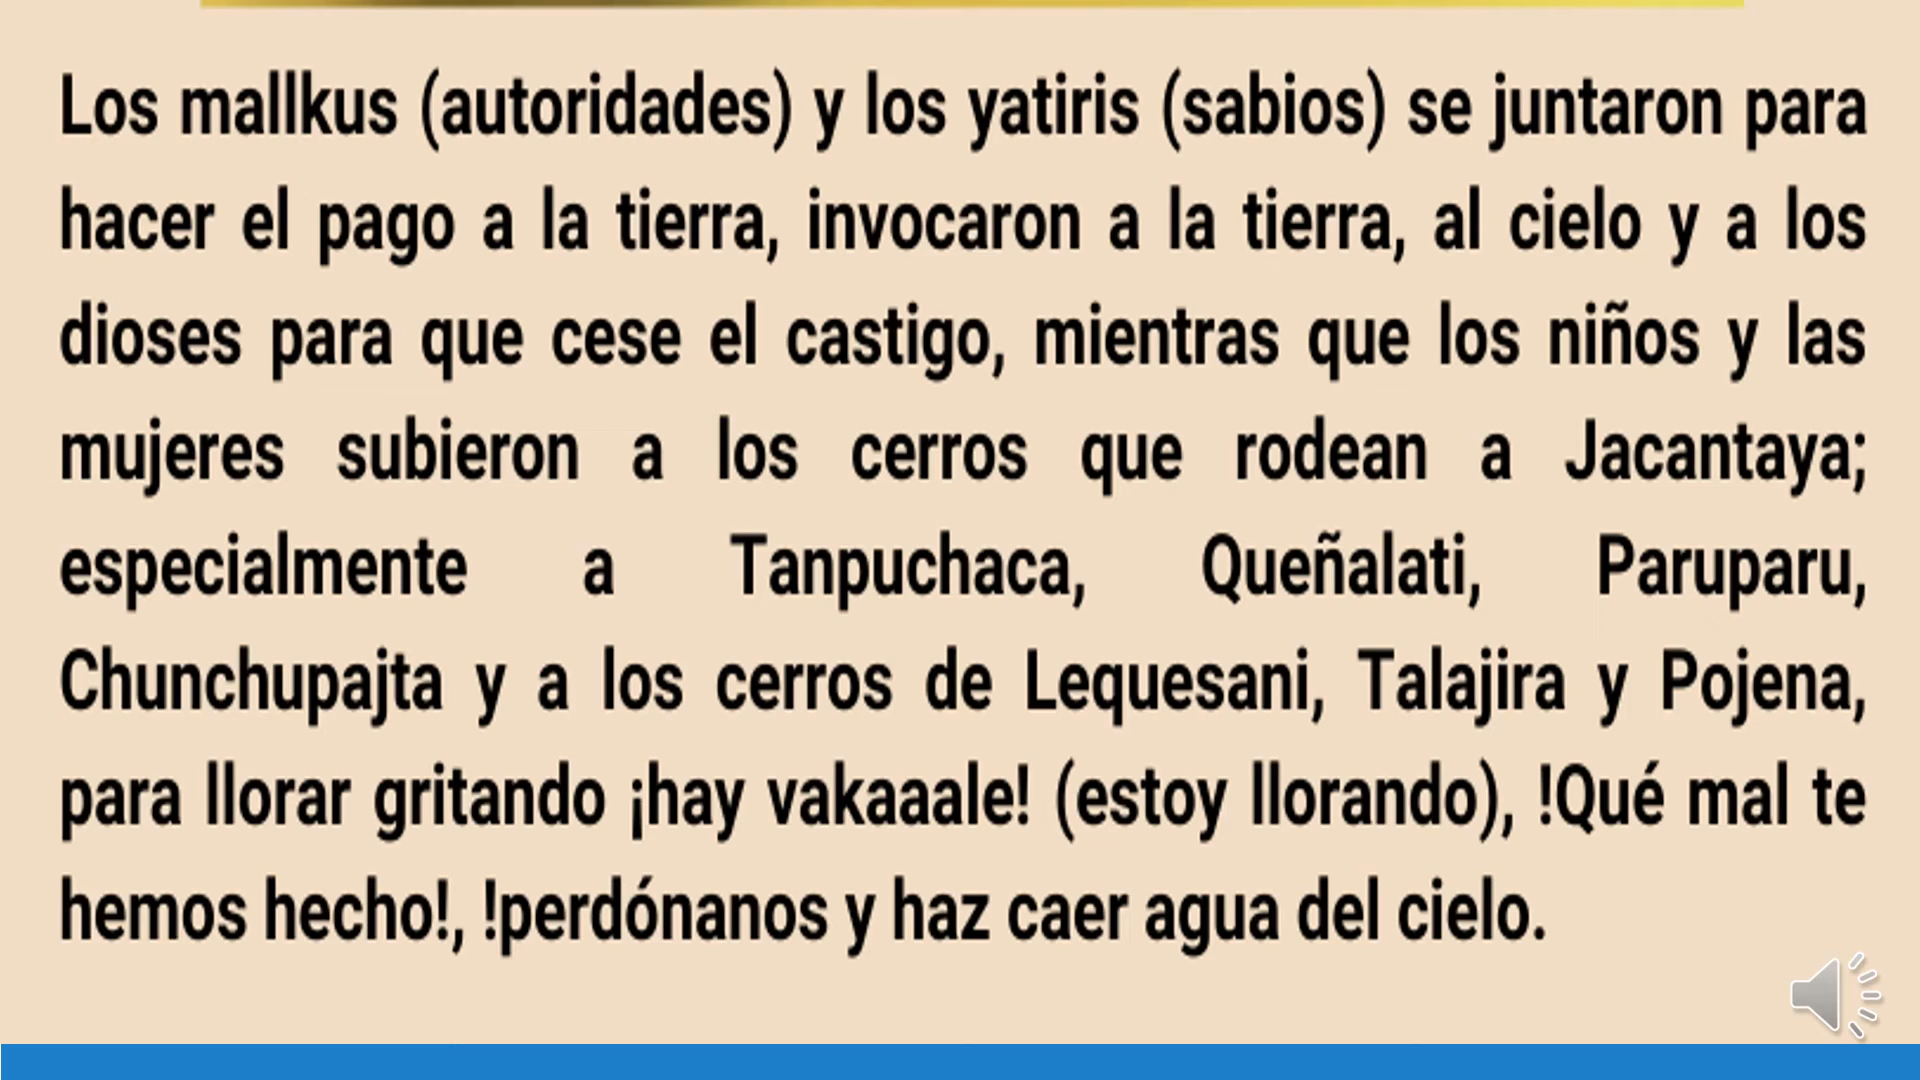 Los mallkus (autoridades) y los yatiris (sabios) se juntaron para
hacer el pago a la tierra, invocaron a la tierra, al cielo y a los
dioses para que cese el castigo, mientras que los niños y las
mujeres subieron a los cerros que rodean a Jacantaya;
especialmente a Tanpuchaca, Queñalati, Paruparu,
Chunchupajta y a los cerros de Lequesani, Talajira y Pojena,
para llorar gritando ¡hay vakaaale! (estoy llorando), !Qué mal te
hemos hecho!, !perdónanos y haz caer agua del cielo.